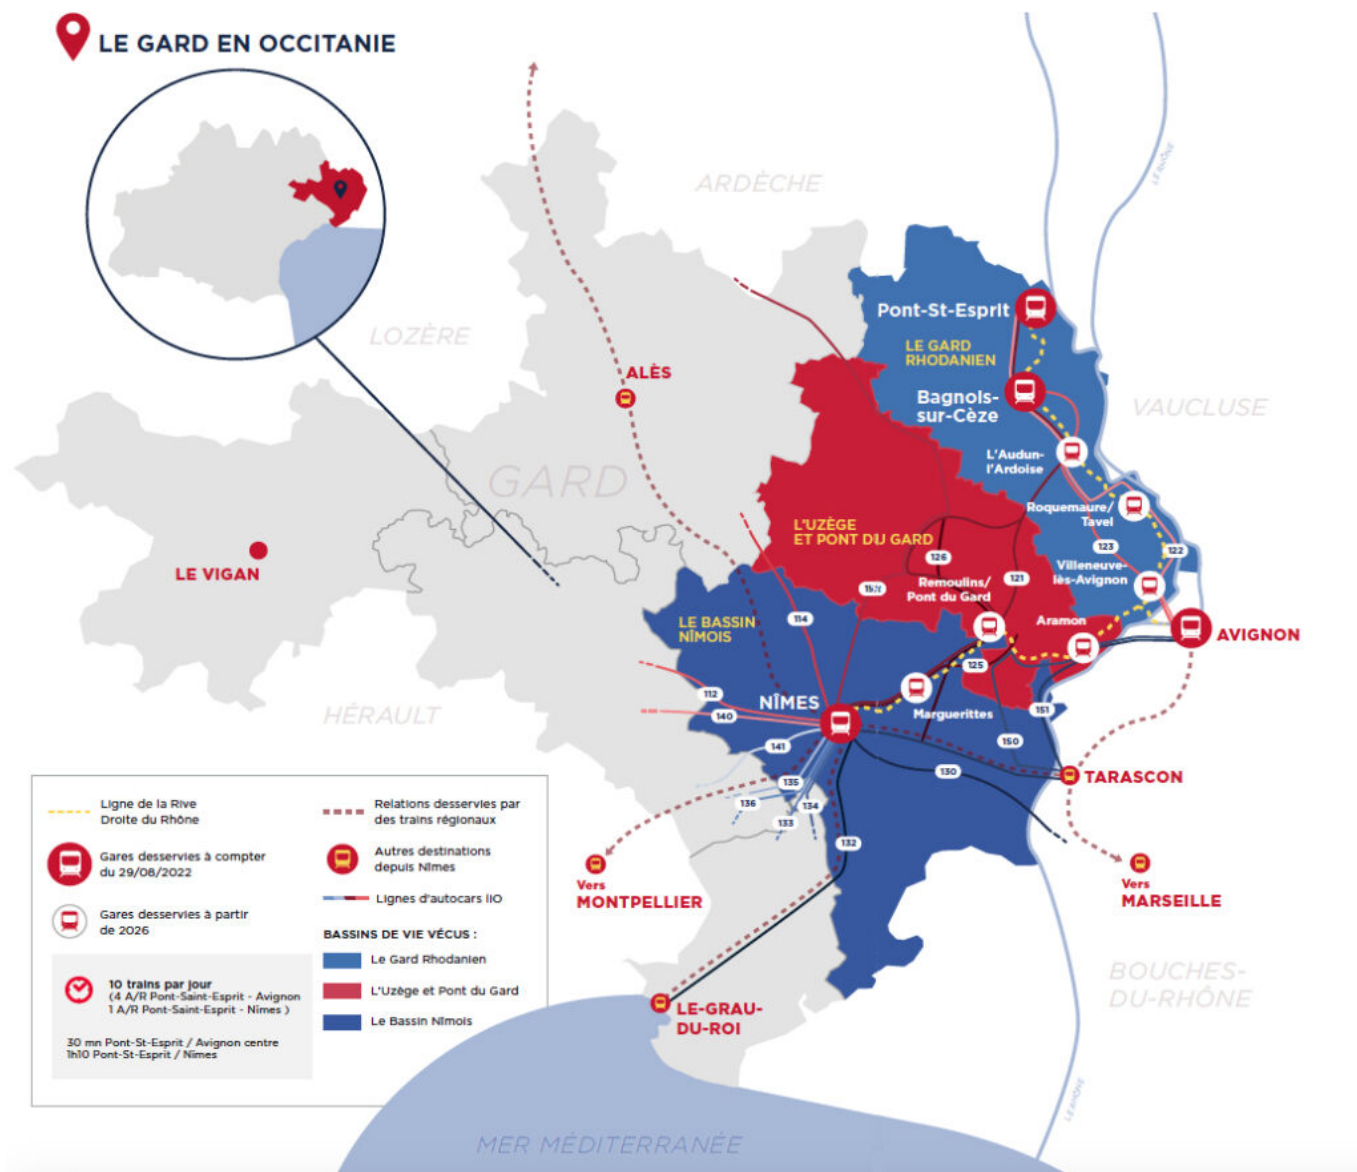 LE GARD EN OCCITANIE
ARDÈCHE
LE RHÔNE
LOZÈRE
Pont-St-Esprit
LE GARD
RHODANIEN
ALÈS
Bagnols-
sur-Cèze
VAUCLUSE
L'Audun-
l'Ardoise
GARD
Roquemaure/
Tavel
L'UZÈGE
ET PONT DU GARD
123
122
126
LE VIGAN
Villeneuve-
lès-Avignon
121
Remoulins/
Pont du Gard
LE BASSIN
NÎMOIS
114
Aramon
AVIGNON
125
112
NÎMES
140
Marguerittes
151
HÉRAULT
141
150
130
TARASCON
135
136
134
133
132
Vers
MONTPELLIER
Vers
MARSEILLE
BOUCHES-
DU-RHÔNE
LE-GRAU-
DU-ROI
LE RHÔNE
MER MÉDITERRANÉE
Ligne de la Rive
Droite du Rhône
Gares desservies à compter
du 29/08/2022
Gares desservies à partir
de 2026
10 trains par jour
(4 A/R Pont-Saint-Esprit - Avignon
1 A/R Pont-Saint-Esprit - Nîmes )
30 mn Pont-St-Esprit / Avignon centre
1h10 Pont-St-Esprit / Nîmes
Relations desservies par
des trains régionaux
Autres destinations
depuis Nîmes
Lignes d'autocars liO
BASSINS DE VIE VÉCUS :
Le Gard Rhodanien
L'Uzège et Pont du Gard
Le Bassin Nîmois